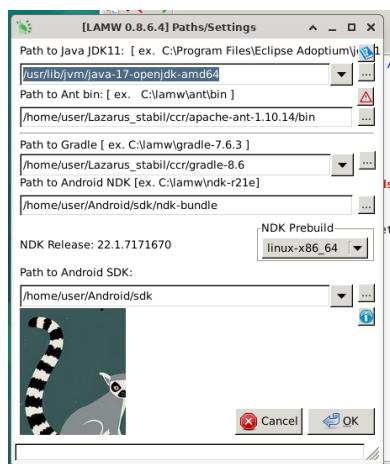 [LAMW 0.8.6.4] Paths/Settings
Path to Java JDK11: [ ex. C:\Program Files\Eclipse Adoptium\j
/usr/lib/jvm/java-17-openjdk-amd64
...
Path to Ant bin: [ ex. C:\lamw\ant\bin ]
/home/user/Lazarus_stabil/ccr/apache-ant-1.10.14/bin
...
Path to Gradle [ ex. C:\lamw\gradle-7.6.3 ]
/home/user/Lazarus_stabil/ccr/gradle-8.6
...
Path to Android NDK [ex. C:\lamw\ndk-r21e]
/home/user/Android/sdk/ndk-bundle
...
NDK Prebuild
NDK Release: 22.1.7171670
linux-x86_64
Path to Android SDK:
/home/user/Android/sdk
...
Cancel
OK